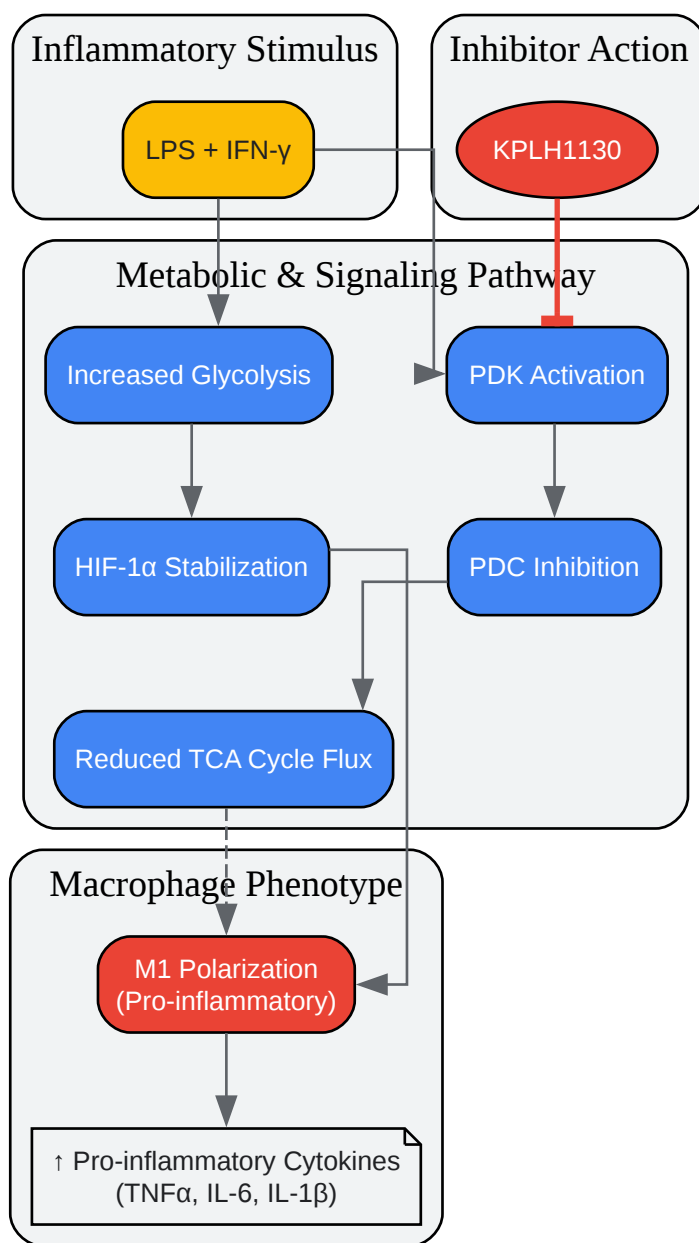 Inflammatory Stimulus
Inhibitor Action
LPS + IFN-γ
KPLH1130
Metabolic & Signaling Pathway
Increased Glycolysis
PDK Activation
HIF-1α Stabilization
PDC Inhibition
Reduced TCA Cycle Flux
Macrophage Phenotype
M1 Polarization
(Pro-inflammatory)
↑ Pro-inflammatory Cytokines
(TNFα, IL-6, IL-1β)